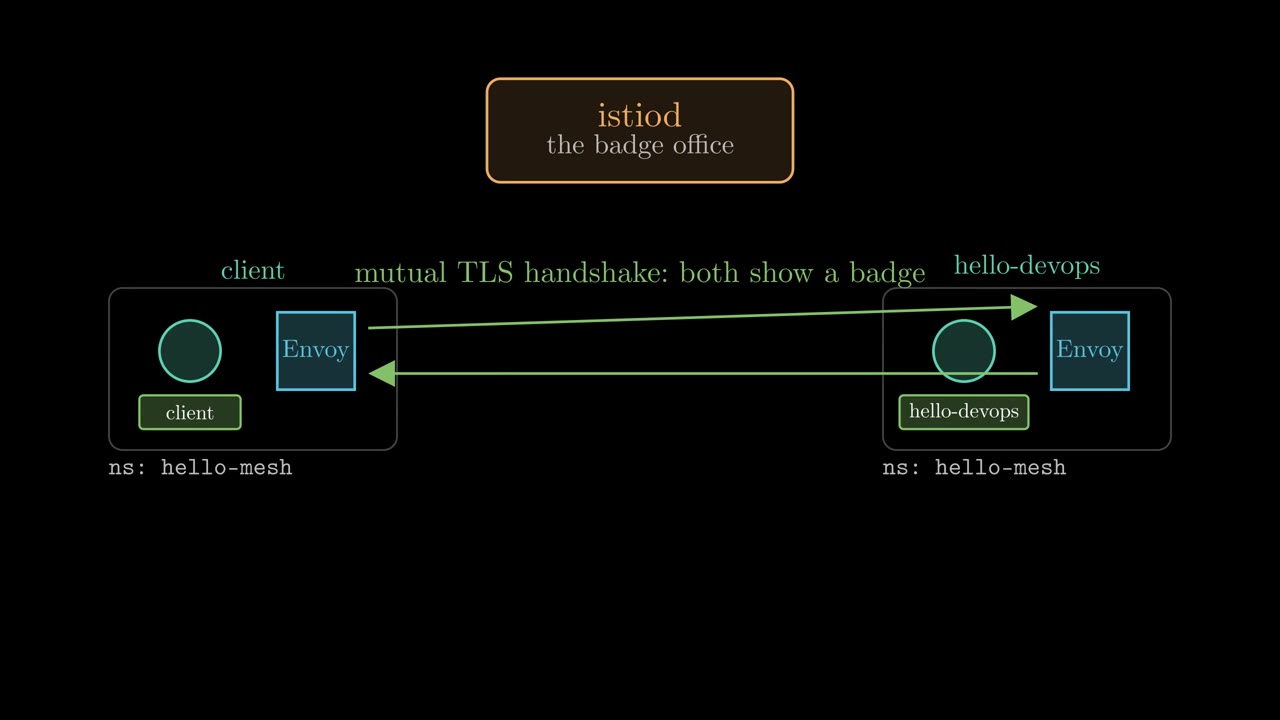 istiod
the badge office
client
mutual TLS handshake: both show a badge
hello-devops
Envoy
Envoy
client
hello-devops
ns: hello-mesh
ns: hello-mesh